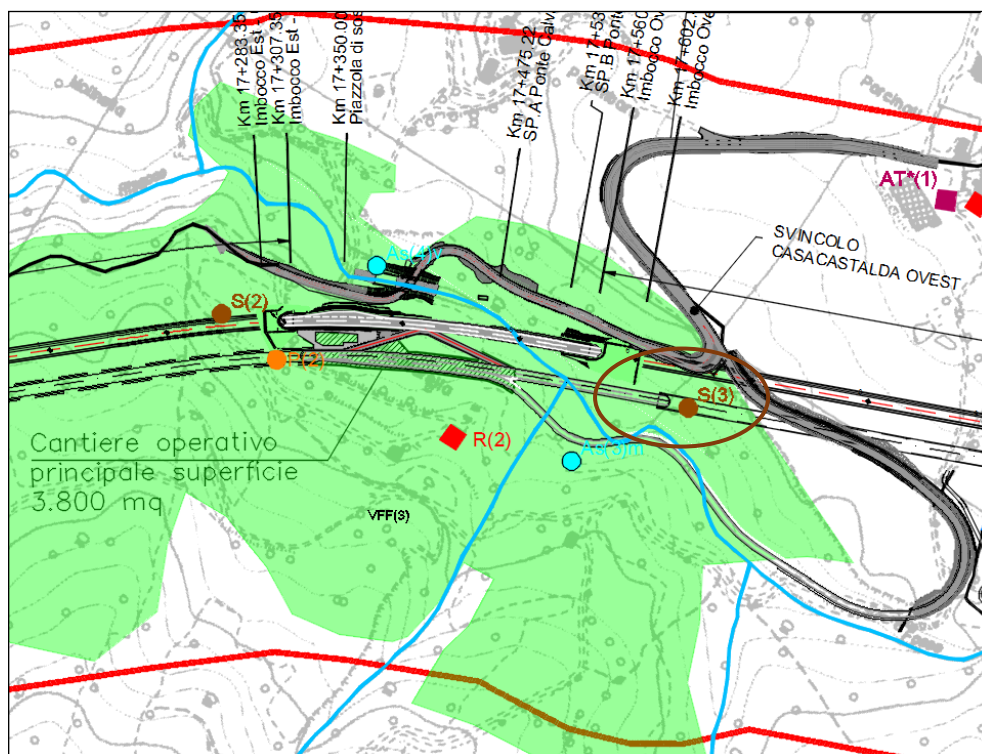 Km 17+283.35
Imbocco Est -
Km 17+307.35
Imbocco Est -
Km 17+350.00
Piazzola di sos
Km 17+475.22
SP.A Ponte Calv
Km 17+53
SP.B Ponte
Km 17+560
Imbocco Ove
Km 17+602.
Imbocco Ove
AT*(1)
SVINCOLO
CASACASTALDA OVEST
As(4)v
S(2)
P(2)
S(3)
R(2)
As(3)m
Cantiere operativo
principale superficie
3.800 mq
VFF(3)